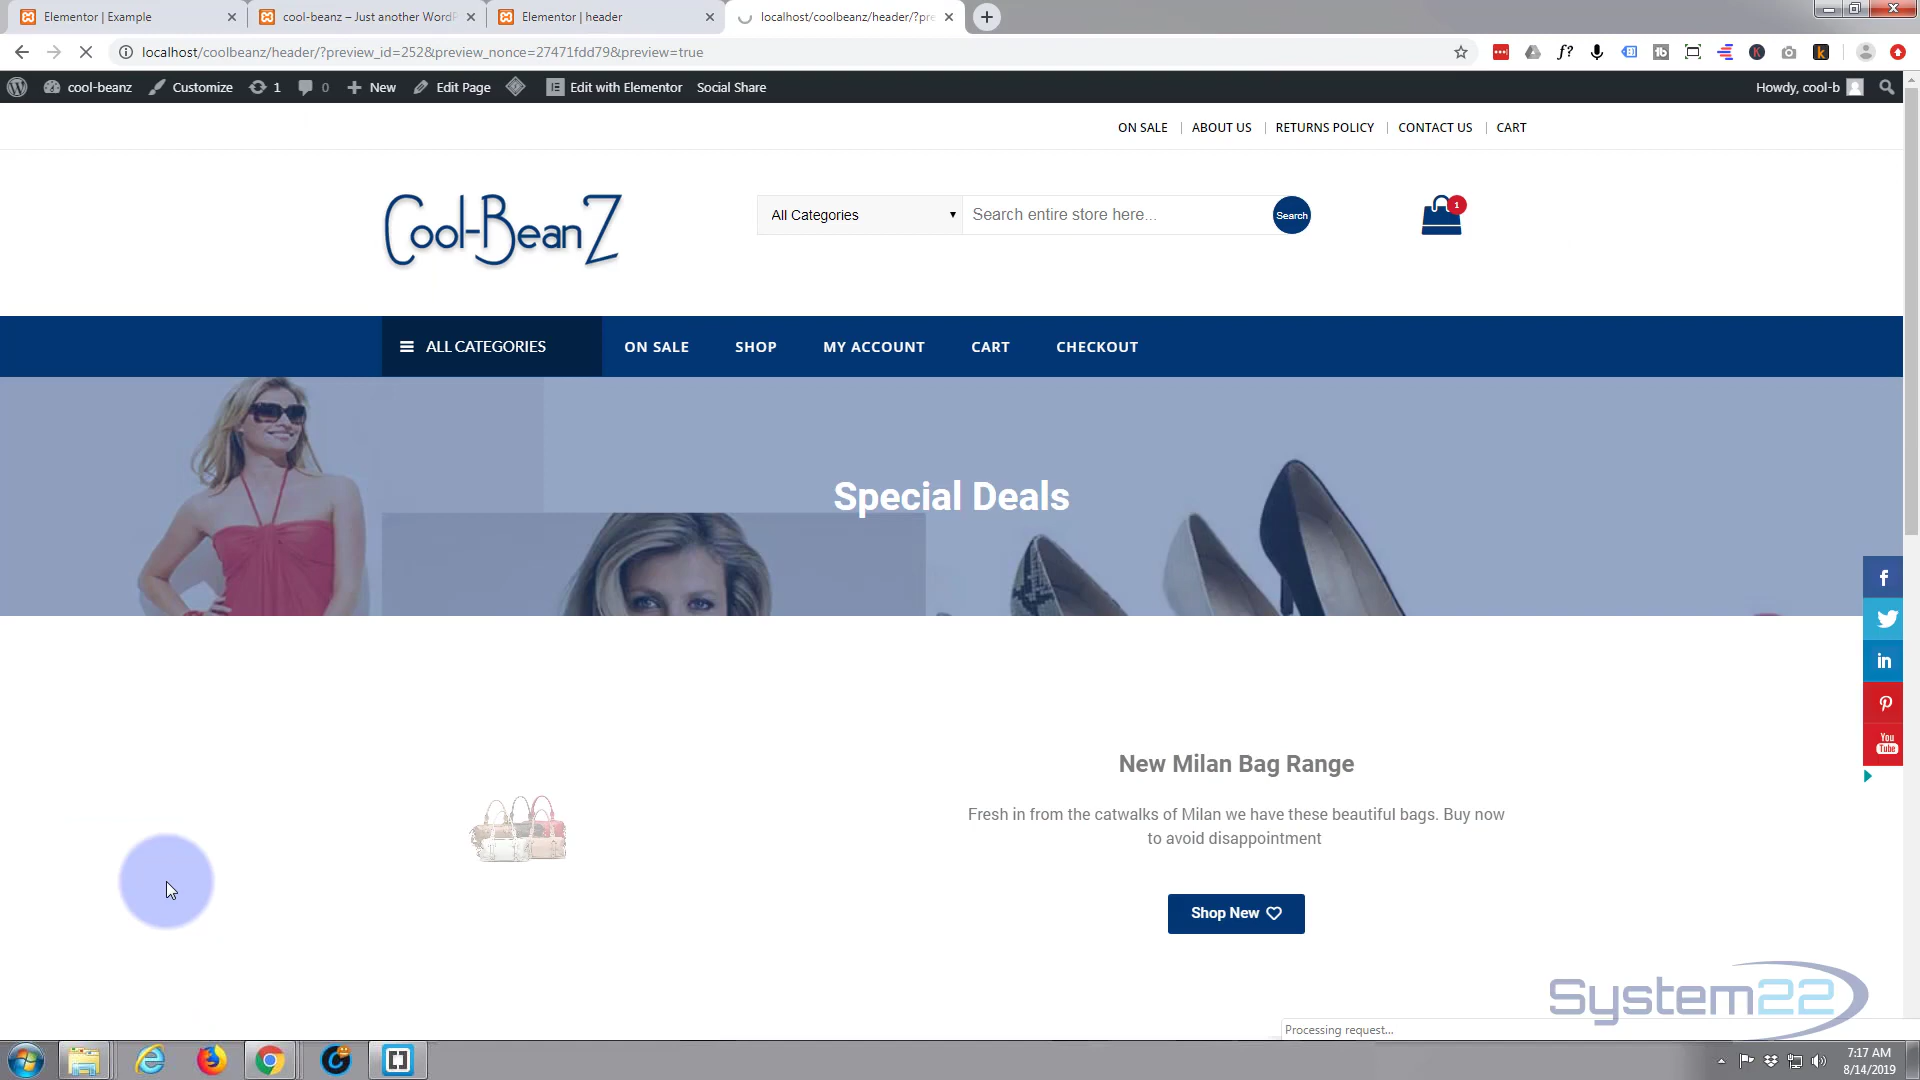 Elementor | Example
cool-beanz – Just another WordP
Elementor | header
localhost/coolbeanz/header/?pre
localhost/coolbeanz/header/?preview_id=252&preview_nonce=27471fdd79&preview=true
cool-beanz Customize 1 0 New Edit Page Edit with Elementor Social Share Howdy, cool-b
ON SALE | ABOUT US | RETURNS POLICY | CONTACT US | CART
Cool-BeanZ
All Categories
Search entire store here...
Search
1
ALL CATEGORIES ON SALE SHOP MY ACCOUNT CART CHECKOUT
Special Deals
New Milan Bag Range
Fresh in from the catwalks of Milan we have these beautiful bags. Buy now
to avoid disappointment
Shop New
You
Tube
System22
Processing request...
7:17 AM
8/14/2019